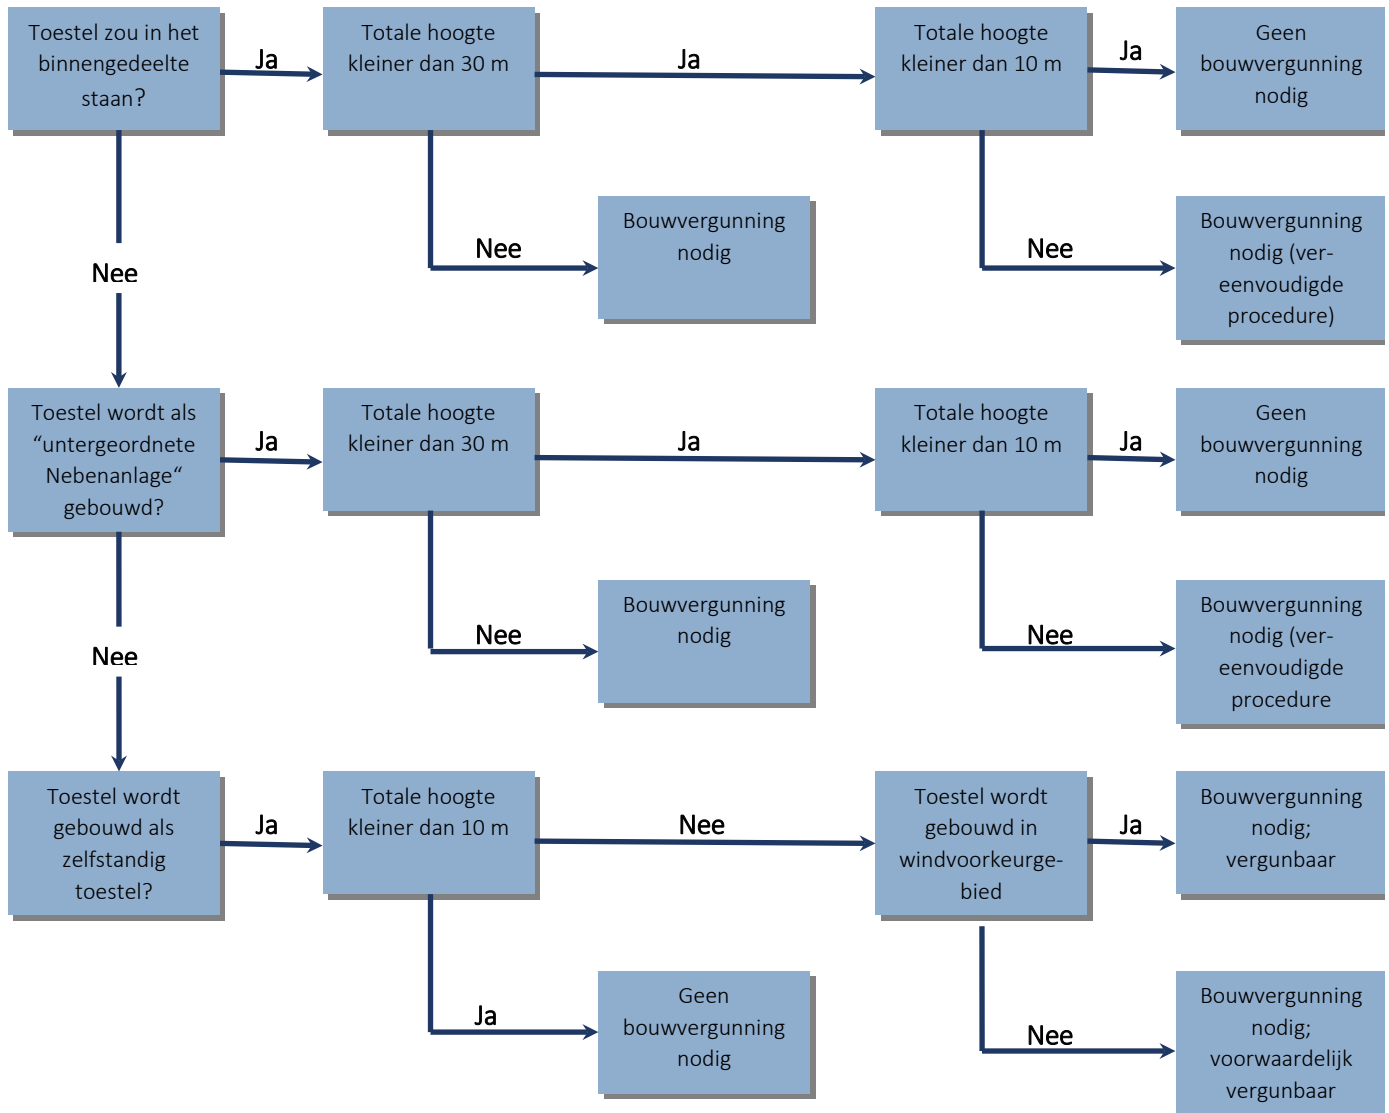 Toestel zou in het
binnengedeelte
staan?
Ja
Totale hoogte
kleiner dan 30 m
Ja
Totale hoogte
kleiner dan 10 m
Ja
Geen
bouwvergunning
nodig
Nee
Bouwvergunning
nodig
Nee
Bouwvergunning
nodig (ver-
eenvoudigde
procedure)
Nee
Toestel wordt als
“untergeordnete
Nebenanlage“
gebouwd?
Ja
Totale hoogte
kleiner dan 30 m
Ja
Totale hoogte
kleiner dan 10 m
Ja
Geen
bouwvergunning
nodig
Nee
Bouwvergunning
nodig
Nee
Bouwvergunning
nodig (ver-
eenvoudigde
procedure
Nee
Toestel wordt
gebouwd als
zelfstandig
toestel?
Ja
Totale hoogte
kleiner dan 10 m
Nee
Toestel wordt
gebouwd in
windvoorkeurge-
bied
Ja
Bouwvergunning
nodig;
vergunbaar
Ja
Geen
bouwvergunning
nodig
Nee
Bouwvergunning
nodig;
voorwaardelijk
vergunbaar